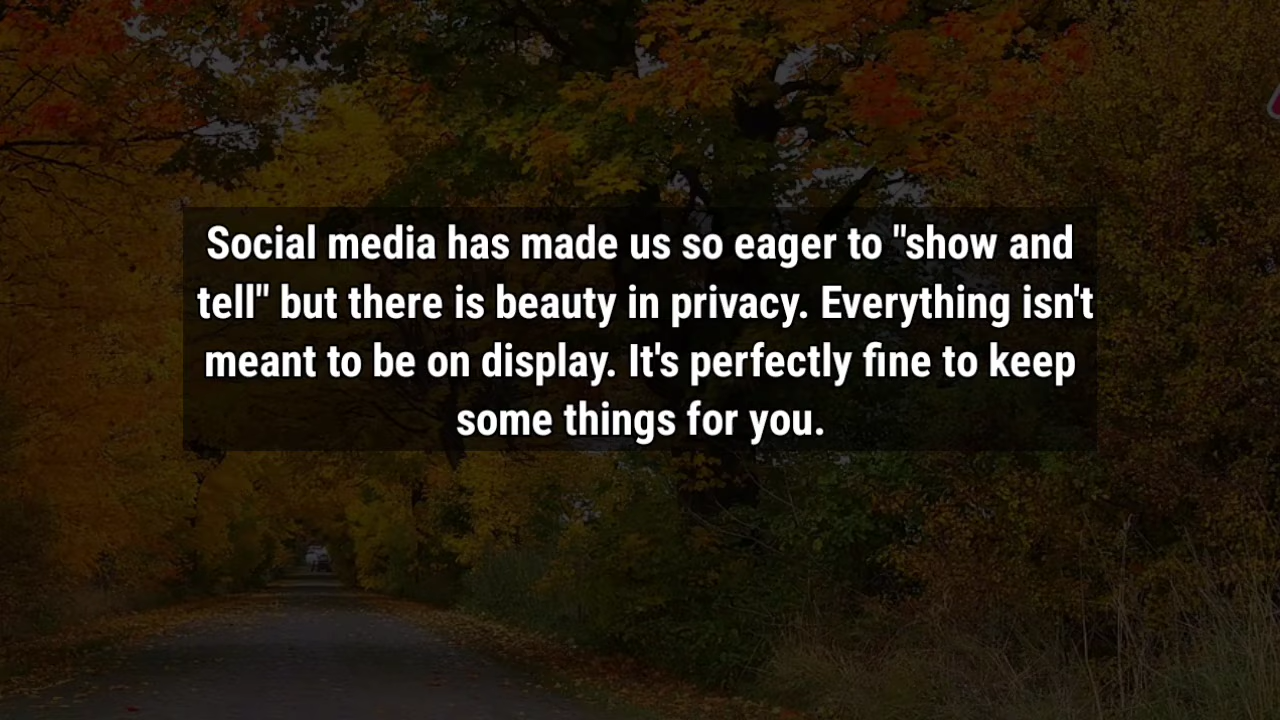 Social media has made us so eager to "show and
tell" but there is beauty in privacy. Everything isn't
meant to be on display. It's perfectly fine to keep
some things for you.